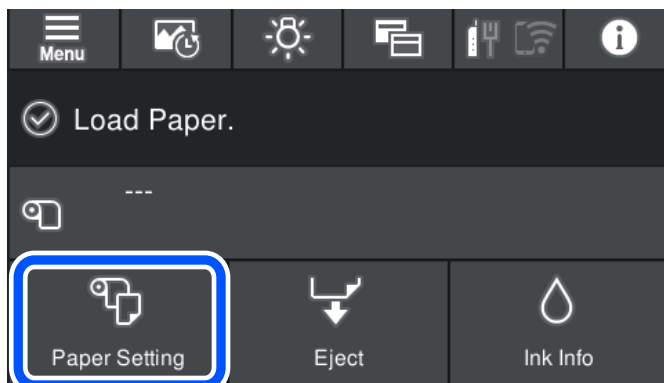 Menu
Load Paper.
---
Paper Setting
Eject
Ink Info